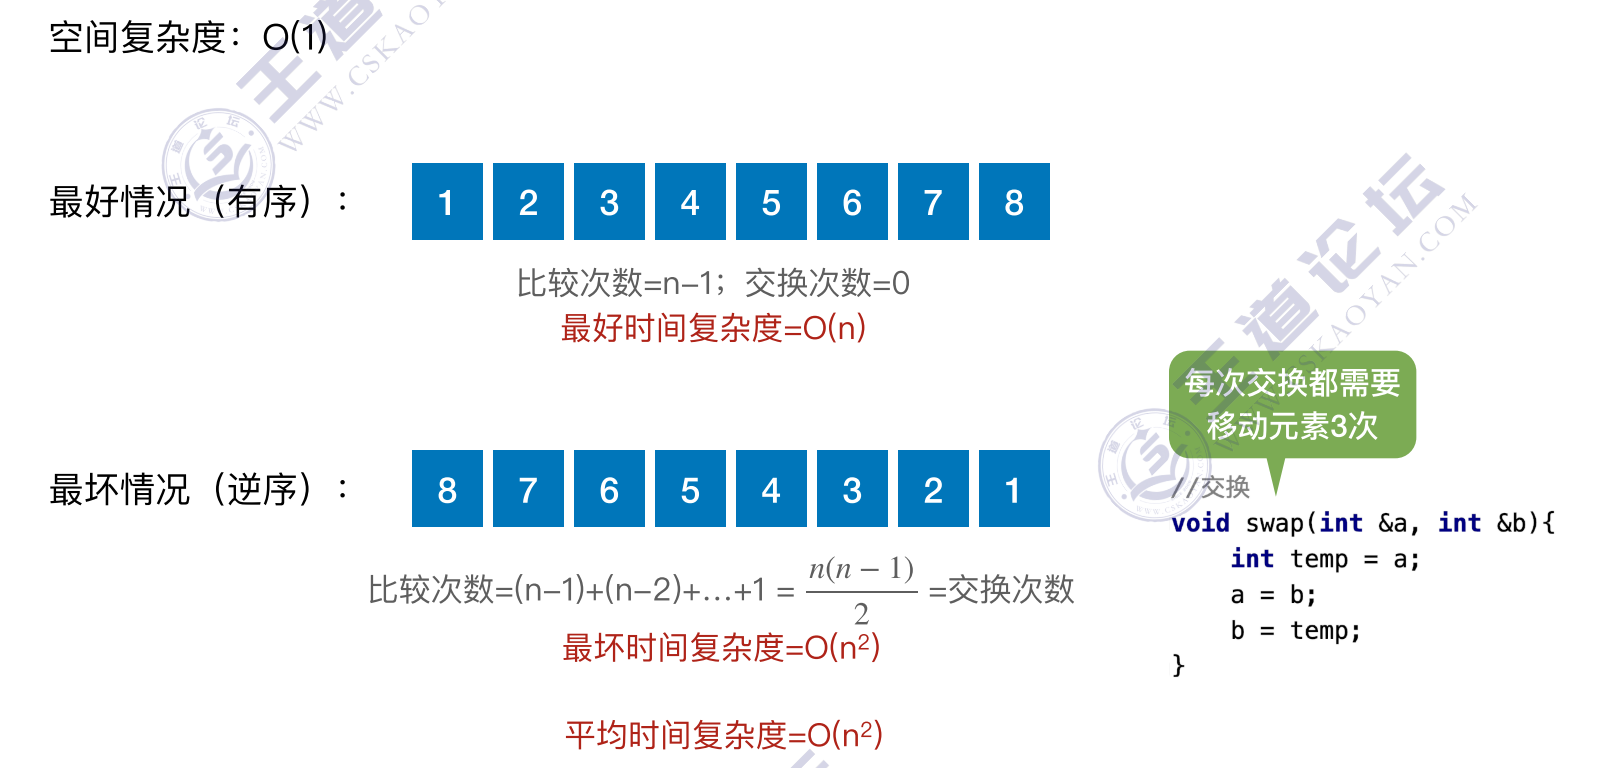 空间复杂度：O(1)
王道论坛
WWW.CSKAOYAN.COM
最好情况（有序）：
1 2 3 4 5 6 7 8
比较次数=n-1；交换次数=0
最好时间复杂度=O(n)
每次交换都需要
移动元素3次
最坏情况（逆序）：
8 7 6 5 4 3 2 1
//交换
void swap(int &a, int &b){
    int temp = a;
    a = b;
    b = temp;
}
比较次数=(n-1)+(n-2)+…+1 = n(n − 1)/2 =交换次数
最坏时间复杂度=O(n²)
平均时间复杂度=O(n²)